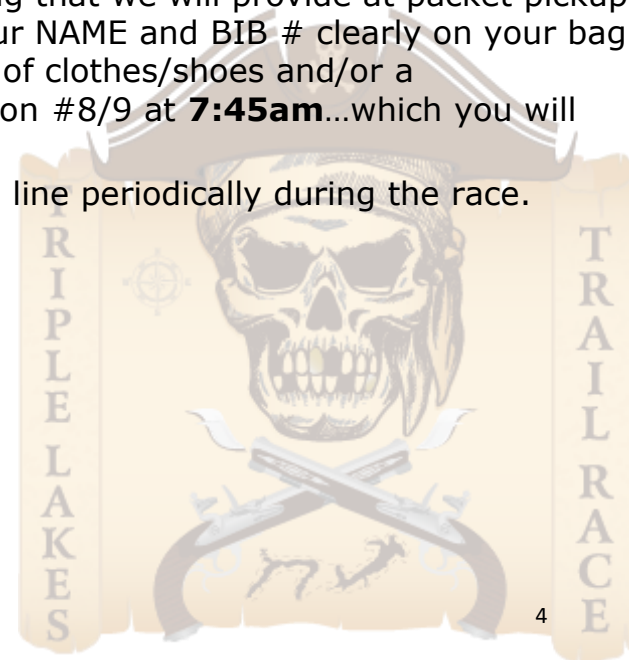 g that we will provide at packet pickup
ur NAME and BIB # clearly on your bag
of clothes/shoes and/or a
on #8/9 at 7:45am…which you will
line periodically during the race.
TRIPLE LAKES
TRAIL RACE
4